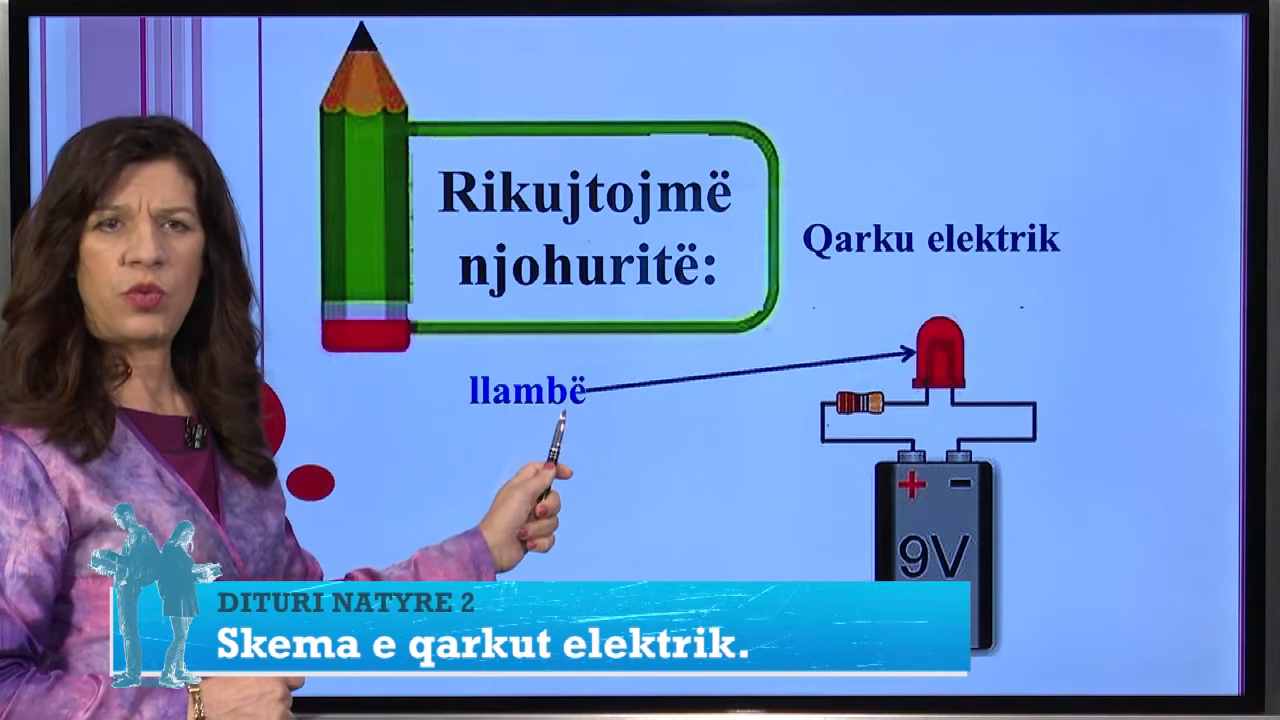 Rikujtojmë
njohuritë:
Qarku elektrik
llambë
+ -
9V
DITURI NATYRE 2
Skema e qarkut elektrik.